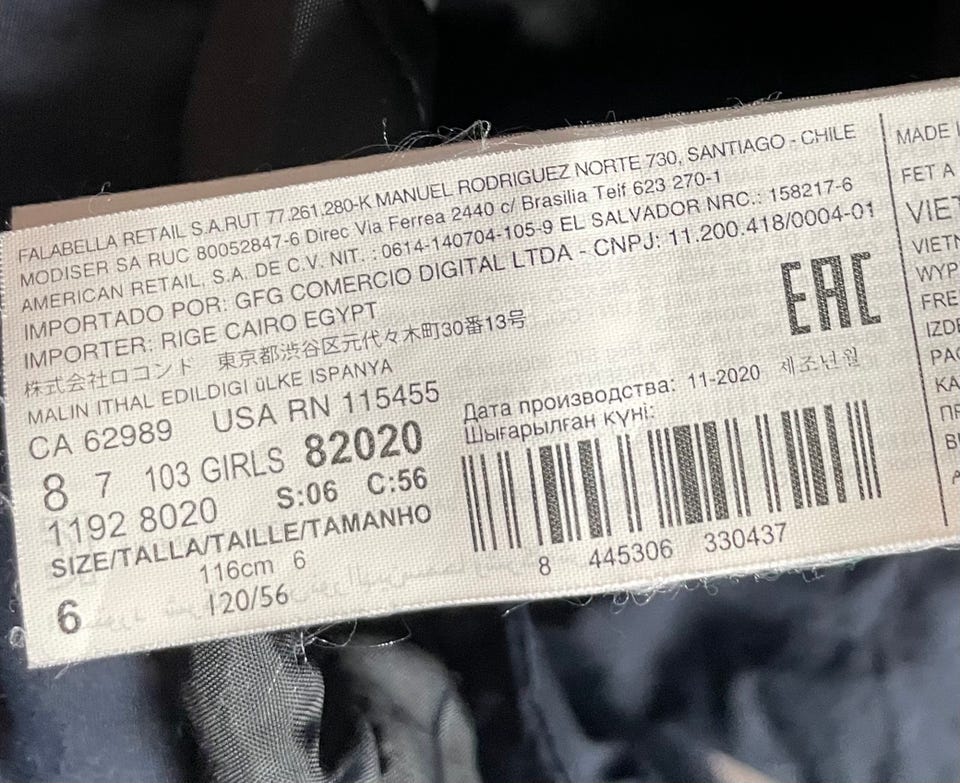 FALABELLA RETAIL S.A.RUT 77.261.280-K MANUEL RODRIGUEZ NORTE 730, SANTIAGO - CHILE
MODISER SA RUC 80052847-6 Direc Via Ferrea 2440 c/ Brasilia Telf 623 270-1
AMERICAN RETAIL, S.A. DE C.V. NIT. : 0614-140704-105-9 EL SALVADOR NRC.: 158217-6
IMPORTADO POR: GFG COMERCIO DIGITAL LTDA - CNPJ: 11.200.418/0004-01
IMPORTER: RIGE CAIRO EGYPT
株式会社ロコンド 東京都渋谷区元代々木町30番13号
MALIN ITHAL EDILDIGI üLKE ISPANYA
CA 62989 USA RN 115455
8 7 103 GIRLS 82020
1192 8020 S:06 C:56
SIZE/TALLA/TAILLE/TAMANHO
6 116cm 6
120/56
EAC
Дата производства: 11-2020 제조년월
Шығарылған күні:
8 445306 330437
MADE
FET A
VIET
VIETN
WYP
FRE
IZDE
PAG
KA